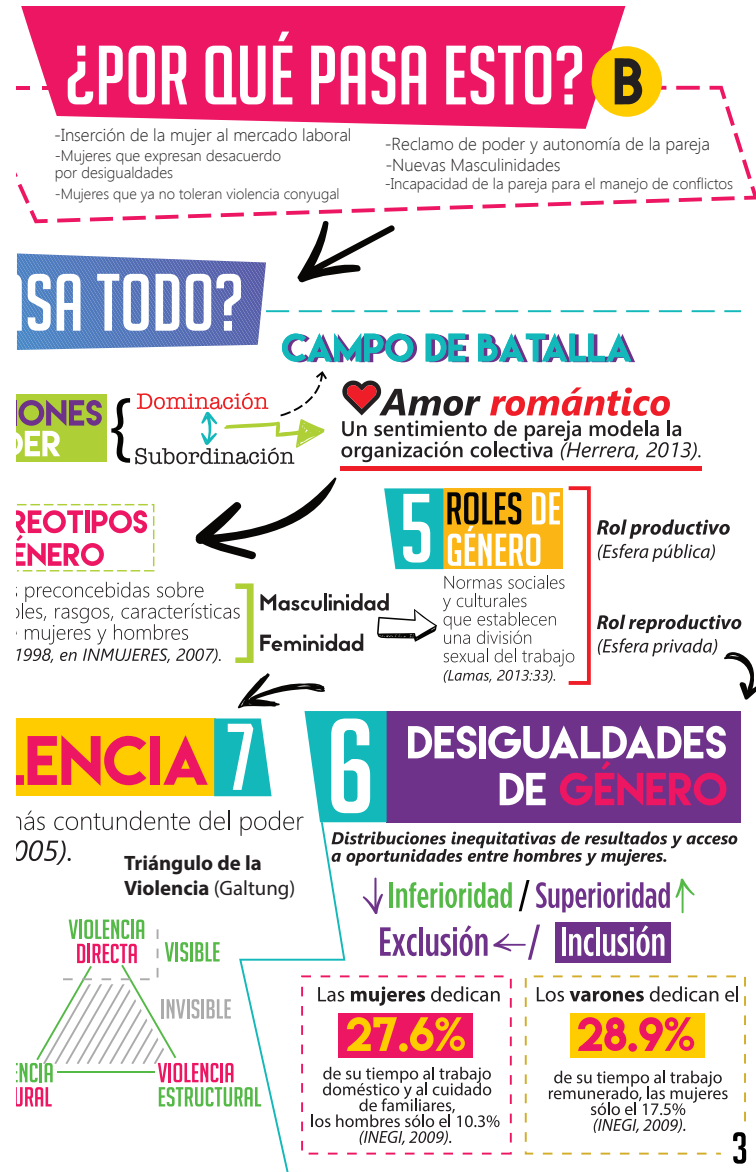 ¿POR QUÉ PASA ESTO? B
-Inserción de la mujer al mercado laboral
-Mujeres que expresan desacuerdo
por desigualdades
-Mujeres que ya no toleran violencia conyugal
-Reclamo de poder y autonomía de la pareja
-Nuevas Masculinidades
-Incapacidad de la pareja para el manejo de conflictos
SA TODO?
CAMPO DE BATALLA
IONES
DER
{
Dominación
Subordinación
Amor romántico
Un sentimiento de pareja modela la
organización colectiva (Herrera, 2013).
REOTIPOS
ÉNERO
s preconcebidas sobre
oles, rasgos, características
e mujeres y hombres
1998, en INMUJERES, 2007).
Masculinidad
Feminidad
5 ROLES DE
GÉNERO
Normas sociales
y culturales
que establecen
una división
sexual del trabajo
(Lamas, 2013:33).
Rol productivo
(Esfera pública)
Rol reproductivo
(Esfera privada)
LENCIA 7
más contundente del poder
005).
Triángulo de la
Violencia (Galtung)
VIOLENCIA
DIRECTA
VISIBLE
INVISIBLE
NCIA
URAL
VIOLENCIA
ESTRUCTURAL
6 DESIGUALDADES
DE GÉNERO
Distribuciones inequitativas de resultados y acceso
a oportunidades entre hombres y mujeres.
↓Inferioridad / Superioridad↑
Exclusión ←/ Inclusión
Las mujeres dedican
27.6%
de su tiempo al trabajo
doméstico y al cuidado
de familiares,
los hombres sólo el 10.3%
(INEGI, 2009).
Los varones dedican el
28.9%
de su tiempo al trabajo
remunerado, las mujeres
sólo el 17.5%
(INEGI, 2009).
3